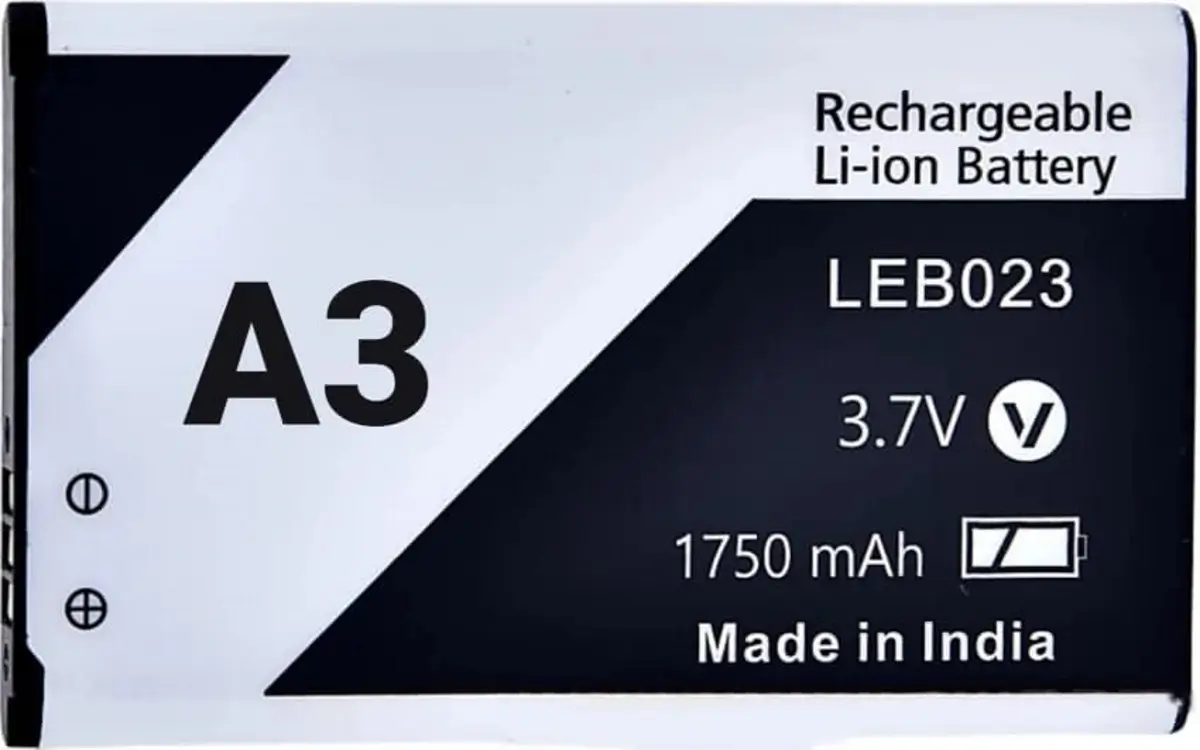 Rechargeable
Li-ion Battery
A3
LEB023
3.7V
1750 mAh
Made in India